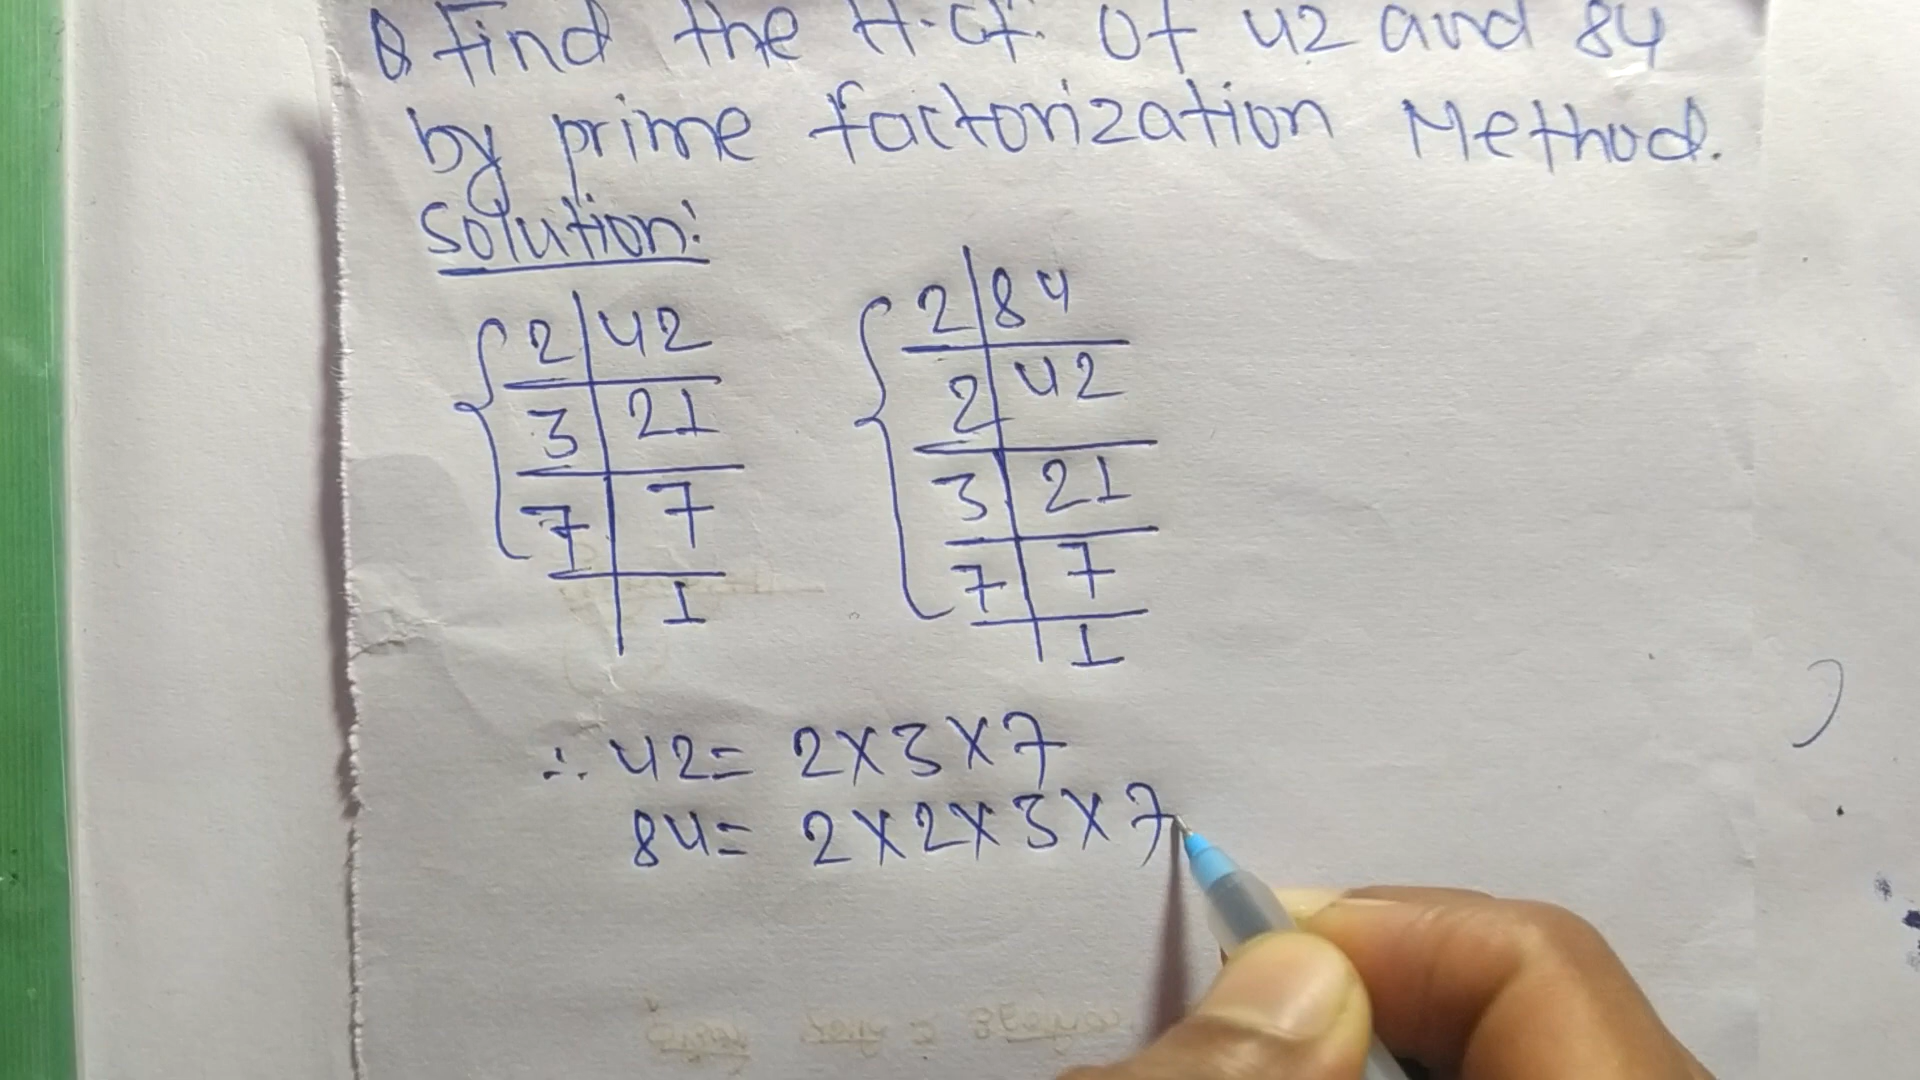 Q Find the H.C.F. Of 42 and 84
by prime factorization Method.
Solution:
2 | 42
3 | 21
7 | 7
1
2 | 84
2 | 42
3 | 21
7 | 7
1
∴ 42 = 2×3×7
84 = 2×2×3×7